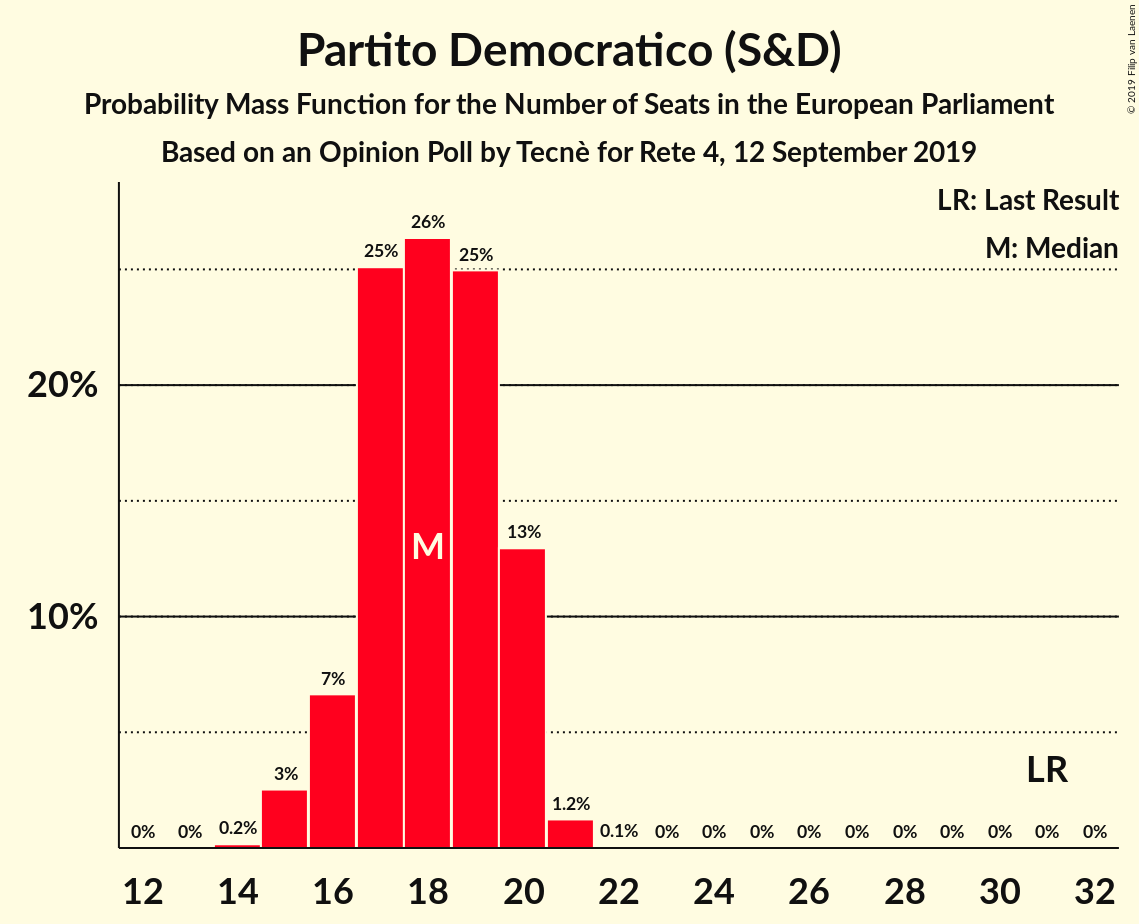 Partito Democratico (S&D)
Probability Mass Function for the Number of Seats in the European Parliament
Based on an Opinion Poll by Tecnè for Rete 4, 12 September 2019
© 2019 Filip van Laenen
LR: Last Result
M: Median
20%
10%
0% 0% 0.2% 3% 7% 25% 26% 25% 13% 1.2% 0.1% 0% 0% 0% 0% 0% 0% 0% 0% 0% 0%
M
LR
12 14 16 18 20 22 24 26 28 30 32